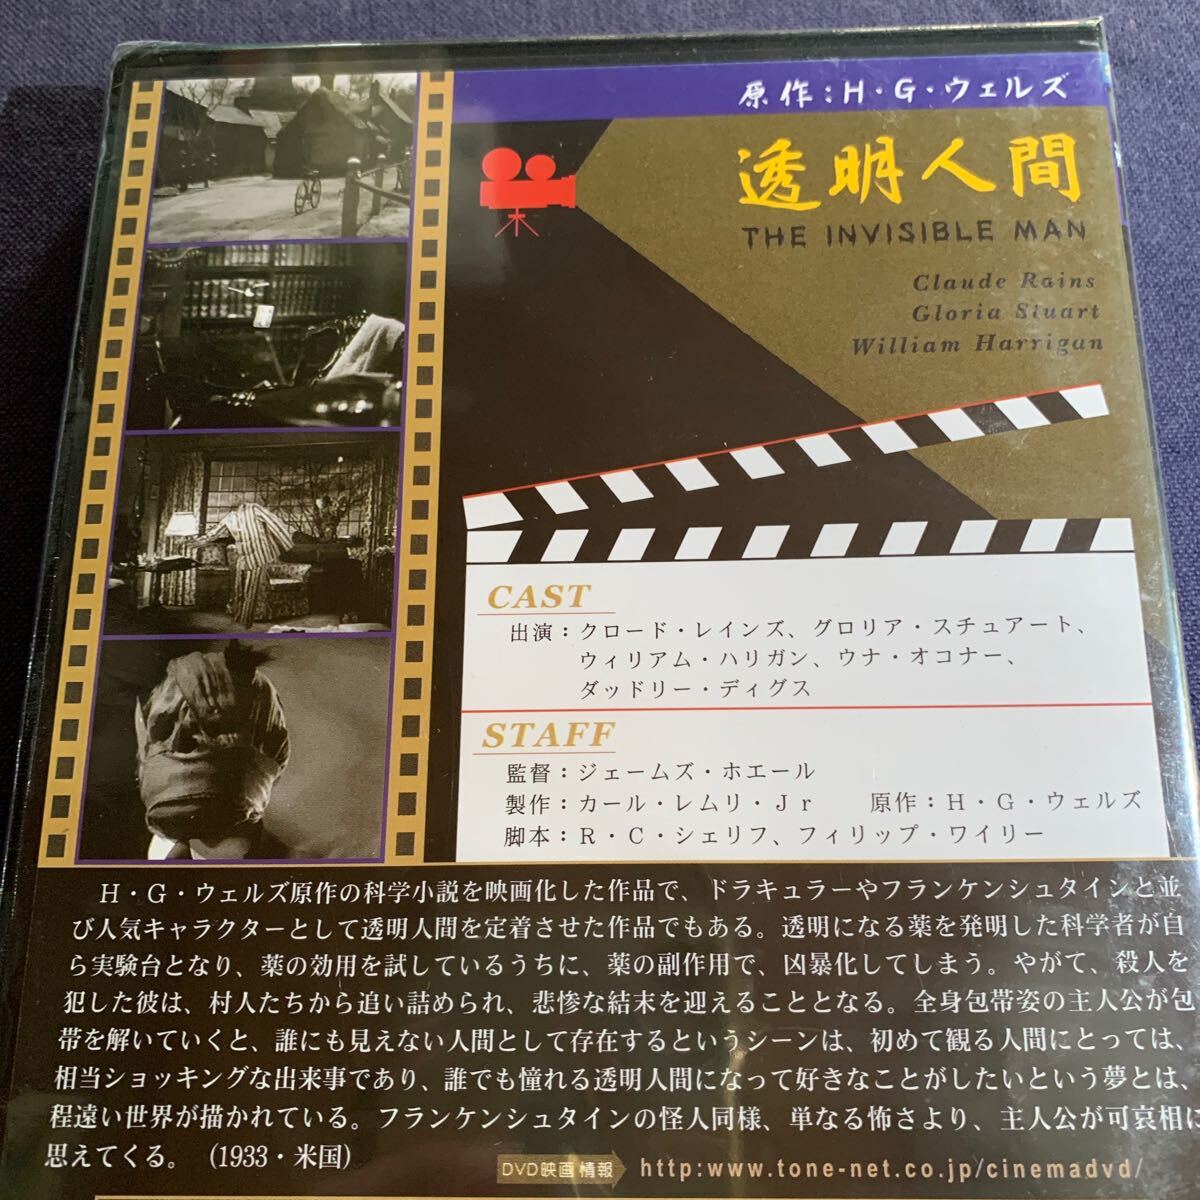 原作：H・G・ウェルズ
透明人間
THE INVISIBLE MAN
Claude Rains
Gloria Stuart
William Harrigan
CAST
出演：クロード・レインズ、グロリア・スチュアート、
ウィリアム・ハリガン、ウナ・オコナー、
ダッドリー・ディグス
STAFF
監督：ジェームズ・ホエール
製作：カール・レムリ・Jr　原作：H・G・ウェルズ
脚本：R・C・シェリフ、フィリップ・ワイリー
H・G・ウェルズ原作の科学小説を映画化した作品で、ドラキュラーやフランケンシュタインと並
び人気キャラクターとして透明人間を定着させた作品でもある。透明になる薬を発明した科学者が自
ら実験台となり、薬の効用を試しているうちに、薬の副作用で、凶暴化してしまう。やがて、殺人を
犯した彼は、村人たちから追い詰められ、悲惨な結末を迎えることとなる。全身包帯姿の主人公が包
帯を解いていくと、誰にも見えない人間として存在するというシーンは、初めて観る人間にとっては、
相当ショッキングな出来事であり、誰でも憧れる透明人間になって好きなことがしたいという夢とは、
程遠い世界が描かれている。フランケンシュタインの怪人同様、単なる怖さより、主人公が可哀相に
思えてくる。（1933・米国）
DVD映画情報 http:www.tone-net.co.jp/cinemadvd/